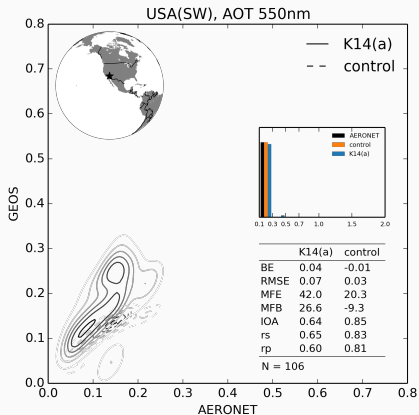 USA(SW), AOT 550nm
K14(a)
control
AERONET
control
K14(a)
0.1 0.3 0.5 0.7 1.0 1.5 2.0
K14(a) control
BE 0.04 -0.01
RMSE 0.07 0.03
MFE 42.0 20.3
MFB 26.6 -9.3
IOA 0.64 0.85
rs 0.65 0.83
rp 0.60 0.81
N = 106
GEOS
0.8
0.7
0.6
0.5
0.4
0.3
0.2
0.1
0.0
0.0 0.1 0.2 0.3 0.4 0.5 0.6 0.7 0.8
AERONET